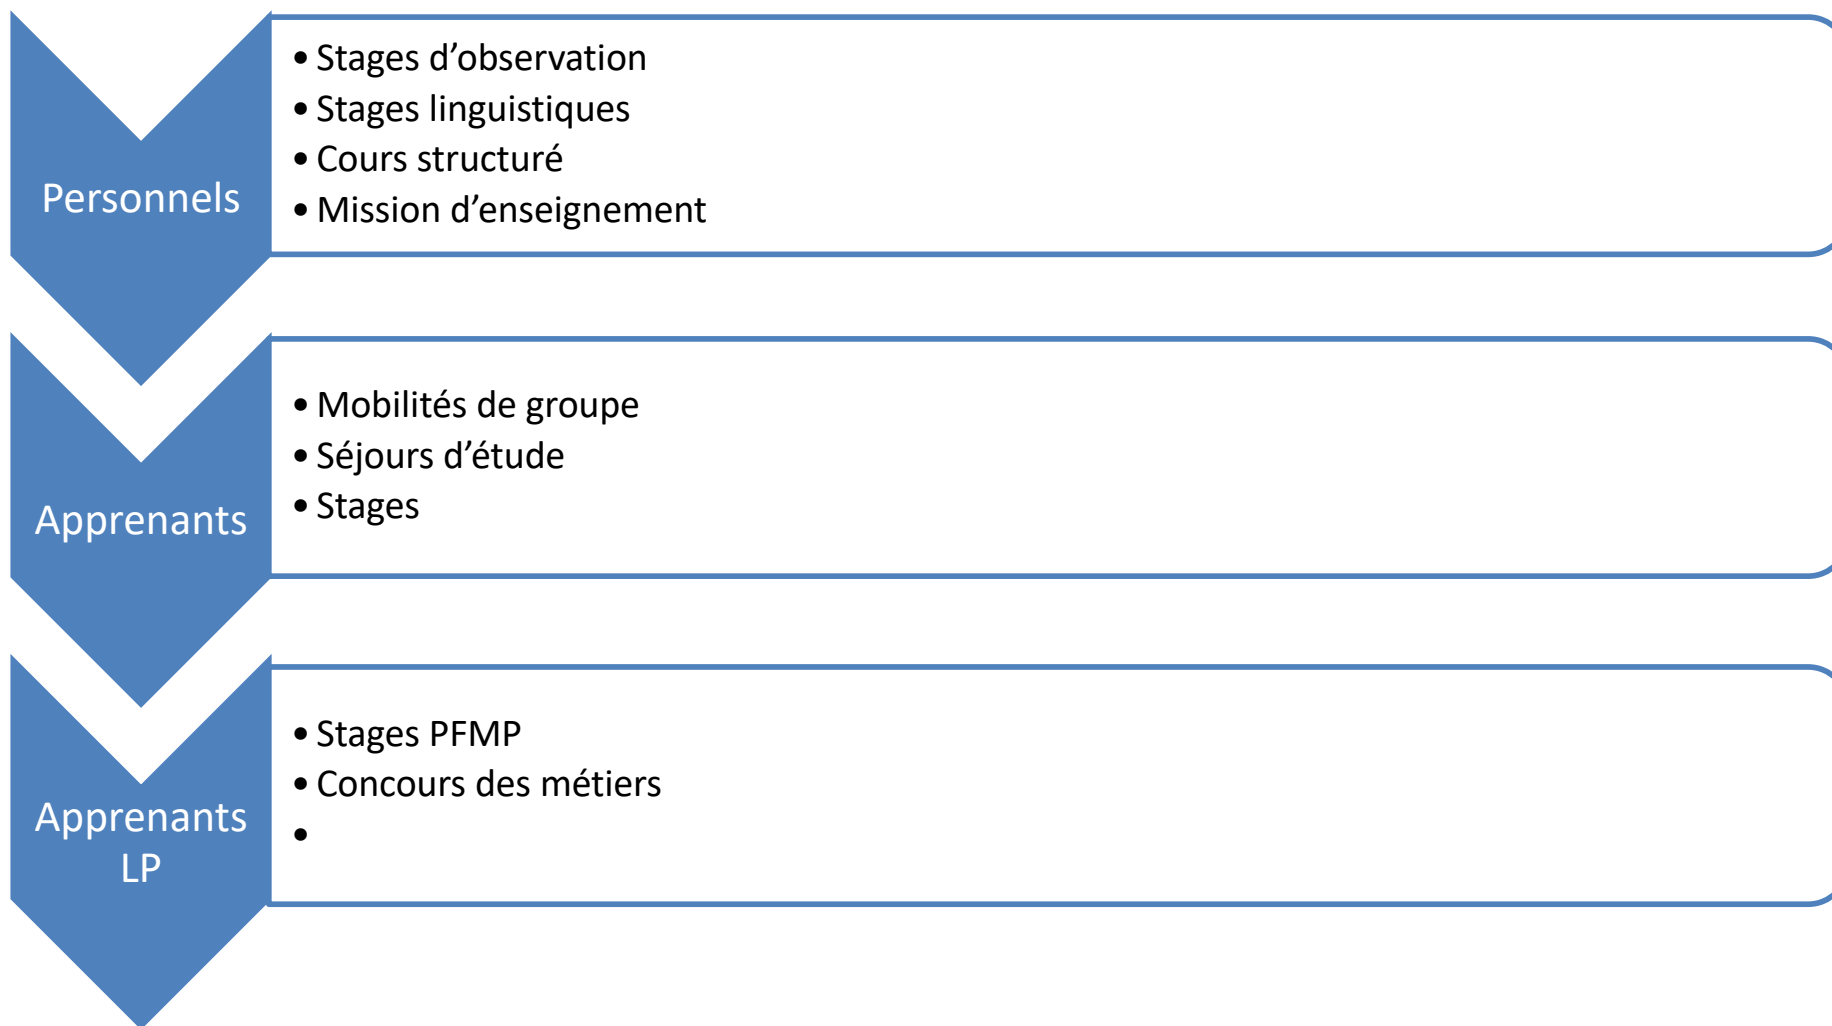 Personnels
• Stages d’observation
• Stages linguistiques
• Cours structuré
• Mission d’enseignement
Apprenants
• Mobilités de groupe
• Séjours d’étude
• Stages
Apprenants
LP
• Stages PFMP
• Concours des métiers
•